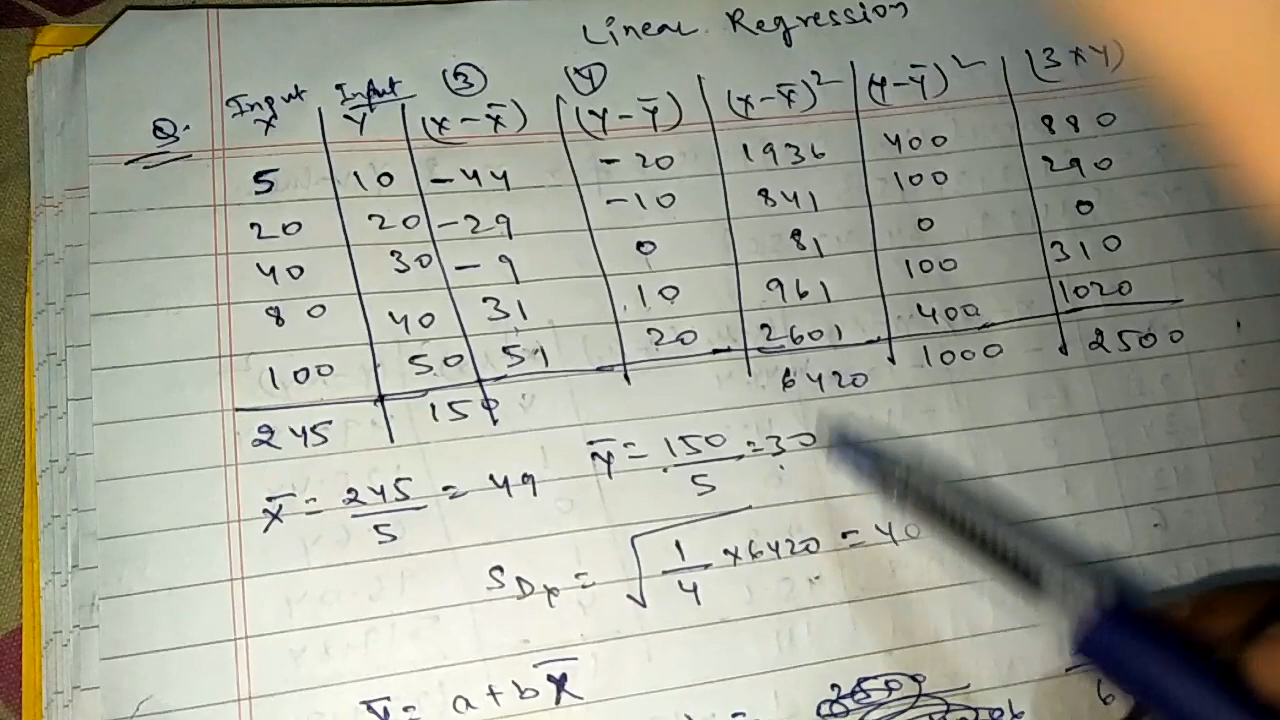 Linear Regression
Q. Input X | Input Y | ③ (x-x̄) | ④ (Y-Ȳ) | (x-x̄)² | (Y-Ȳ)² | (3×4)
5 | 10 | -44 | -20 | 1936 | 400 | 880
20 | 20 | -29 | -10 | 841 | 100 | 290
40 | 30 | -9 | 0 | 81 | 0 | 0
80 | 40 | 31 | 10 | 961 | 100 | 310
100 | 50 | 51 | 20 | 2601 | 400 | 1020
245 | 150 | 6420 | 1000 | 2500
x̄ = 245/5 = 49 Ȳ = 150/5 = 30
SDx = √1/4 × 6420 = 40
Ȳ = a + bX̄
2500